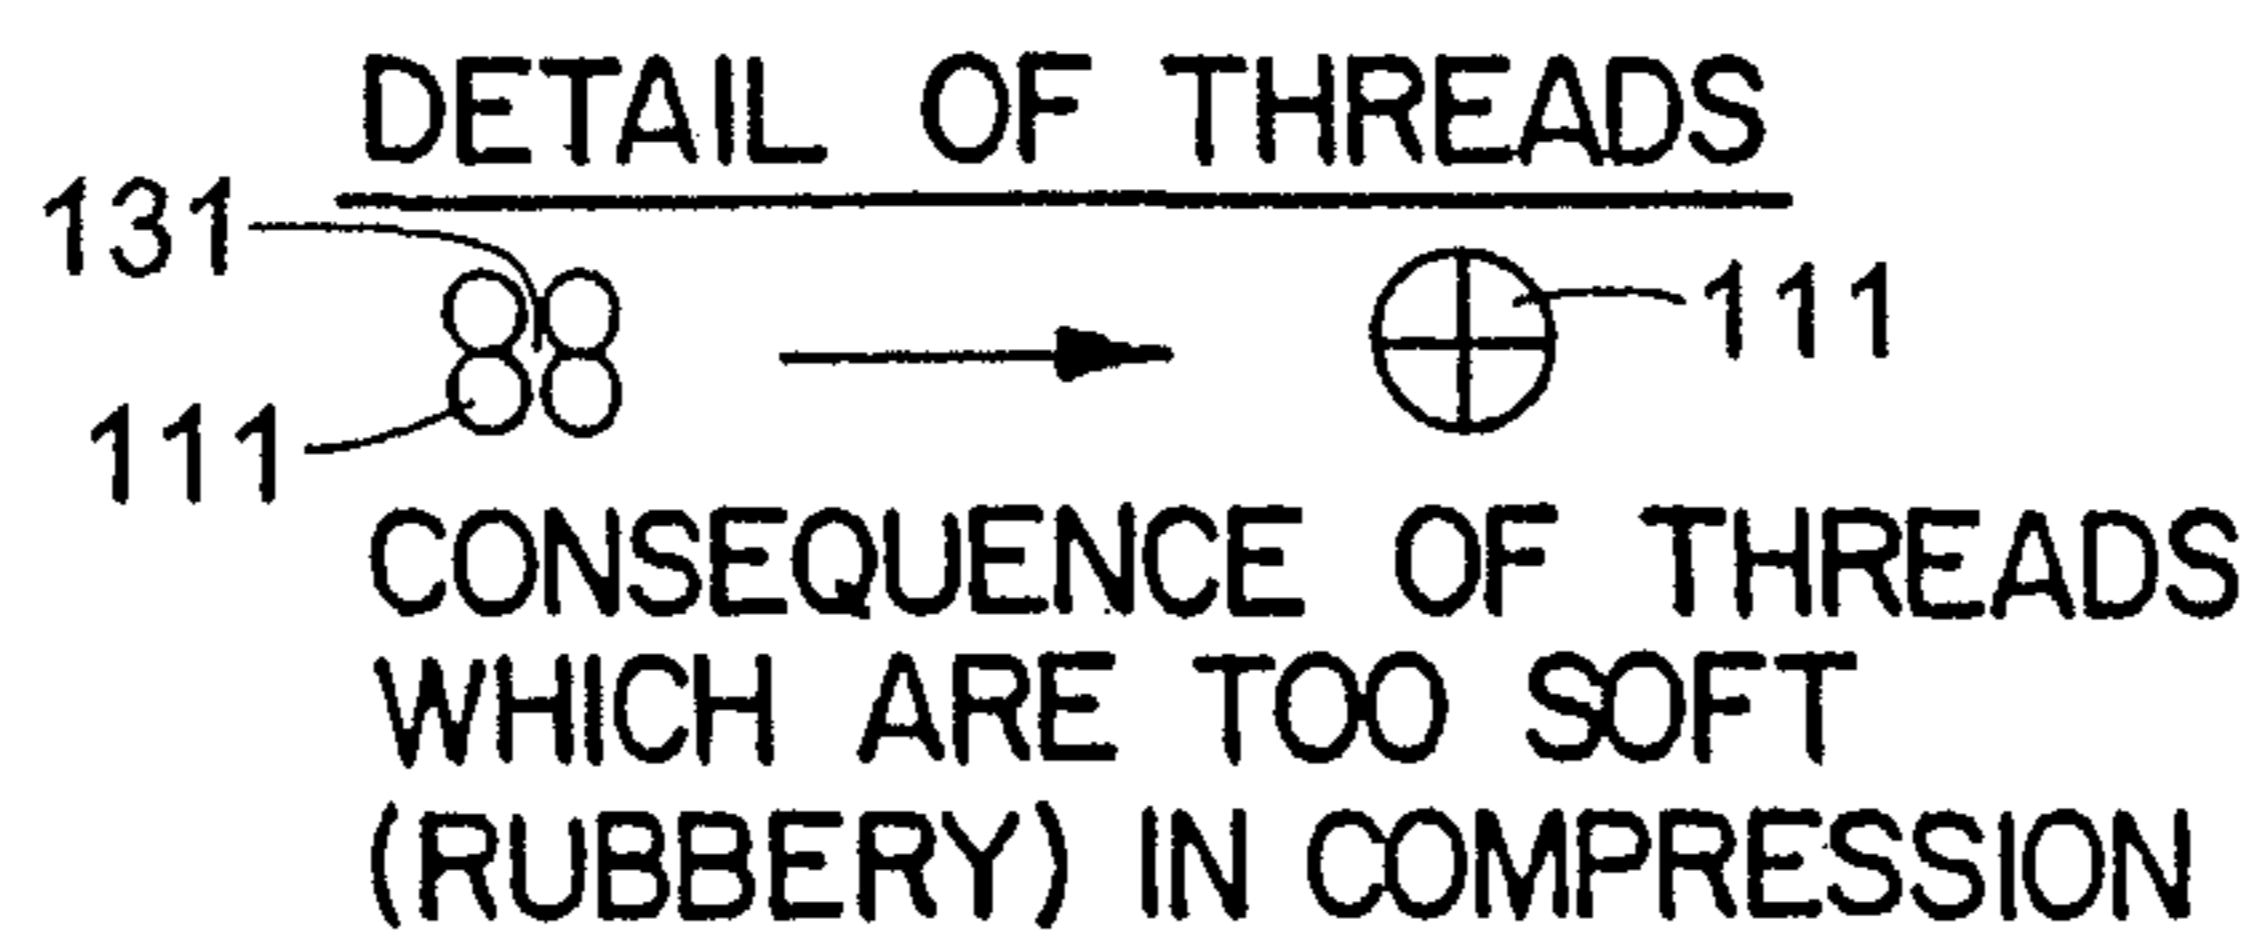 DETAIL OF THREADS
131
111
111
CONSEQUENCE OF THREADS
WHICH ARE TOO SOFT
(RUBBERY) IN COMPRESSION